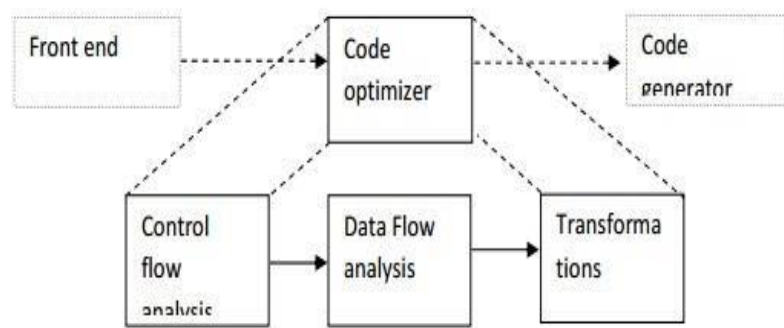 Front end
Code
optimizer
Code
generator
Control
flow
analysis
Data Flow
analysis
Transforma
tions